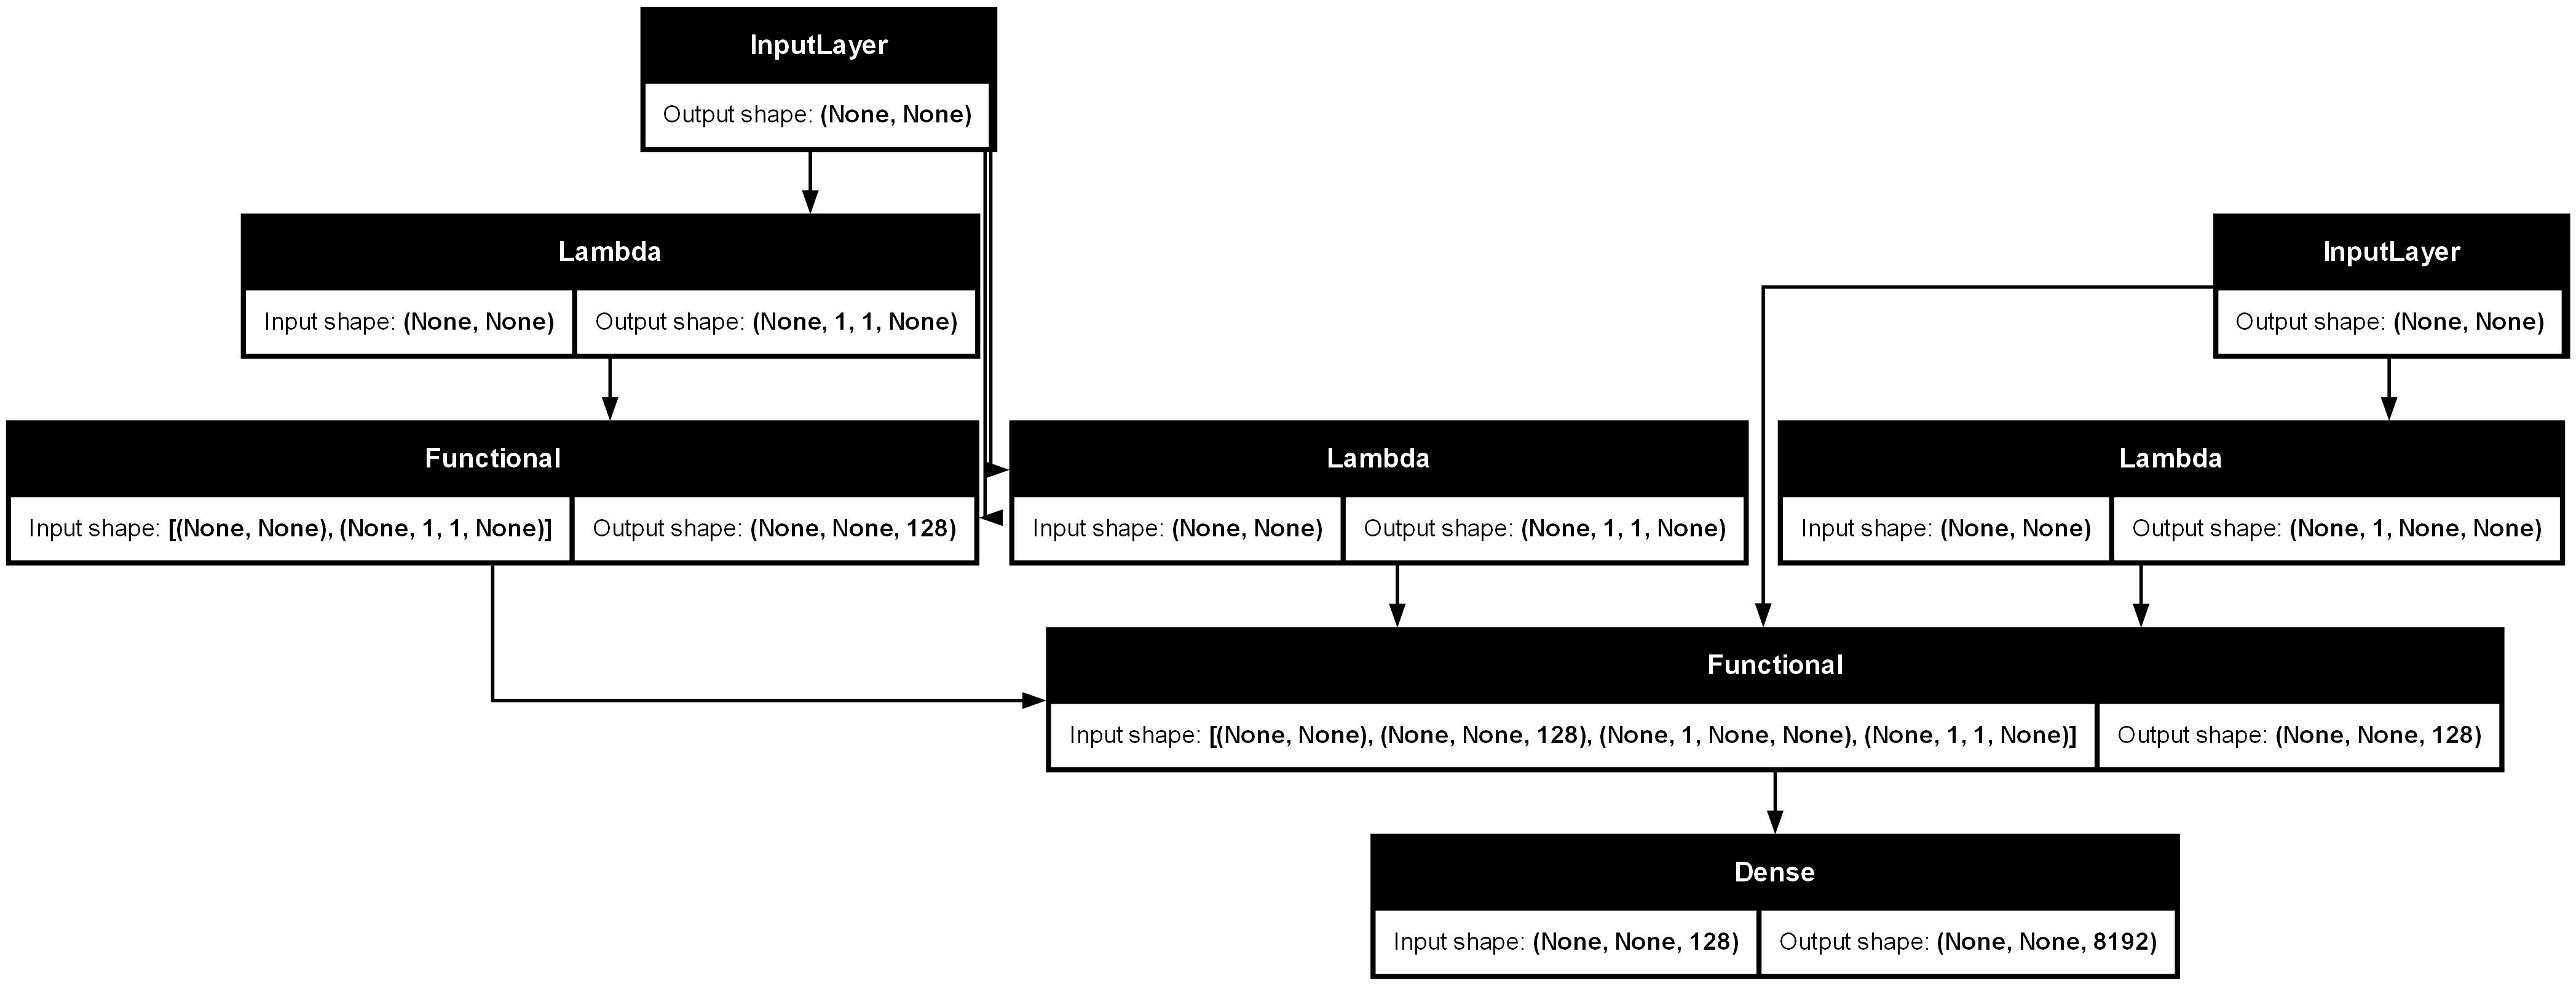 InputLayer
Output shape: (None, None)
Lambda
Input shape: (None, None) Output shape: (None, 1, 1, None)
InputLayer
Output shape: (None, None)
Functional
Input shape: [(None, None), (None, 1, 1, None)] Output shape: (None, None, 128)
Lambda
Input shape: (None, None) Output shape: (None, 1, 1, None)
Lambda
Input shape: (None, None) Output shape: (None, 1, None, None)
Functional
Input shape: [(None, None), (None, None, 128), (None, 1, None, None), (None, 1, 1, None)] Output shape: (None, None, 128)
Dense
Input shape: (None, None, 128) Output shape: (None, None, 8192)